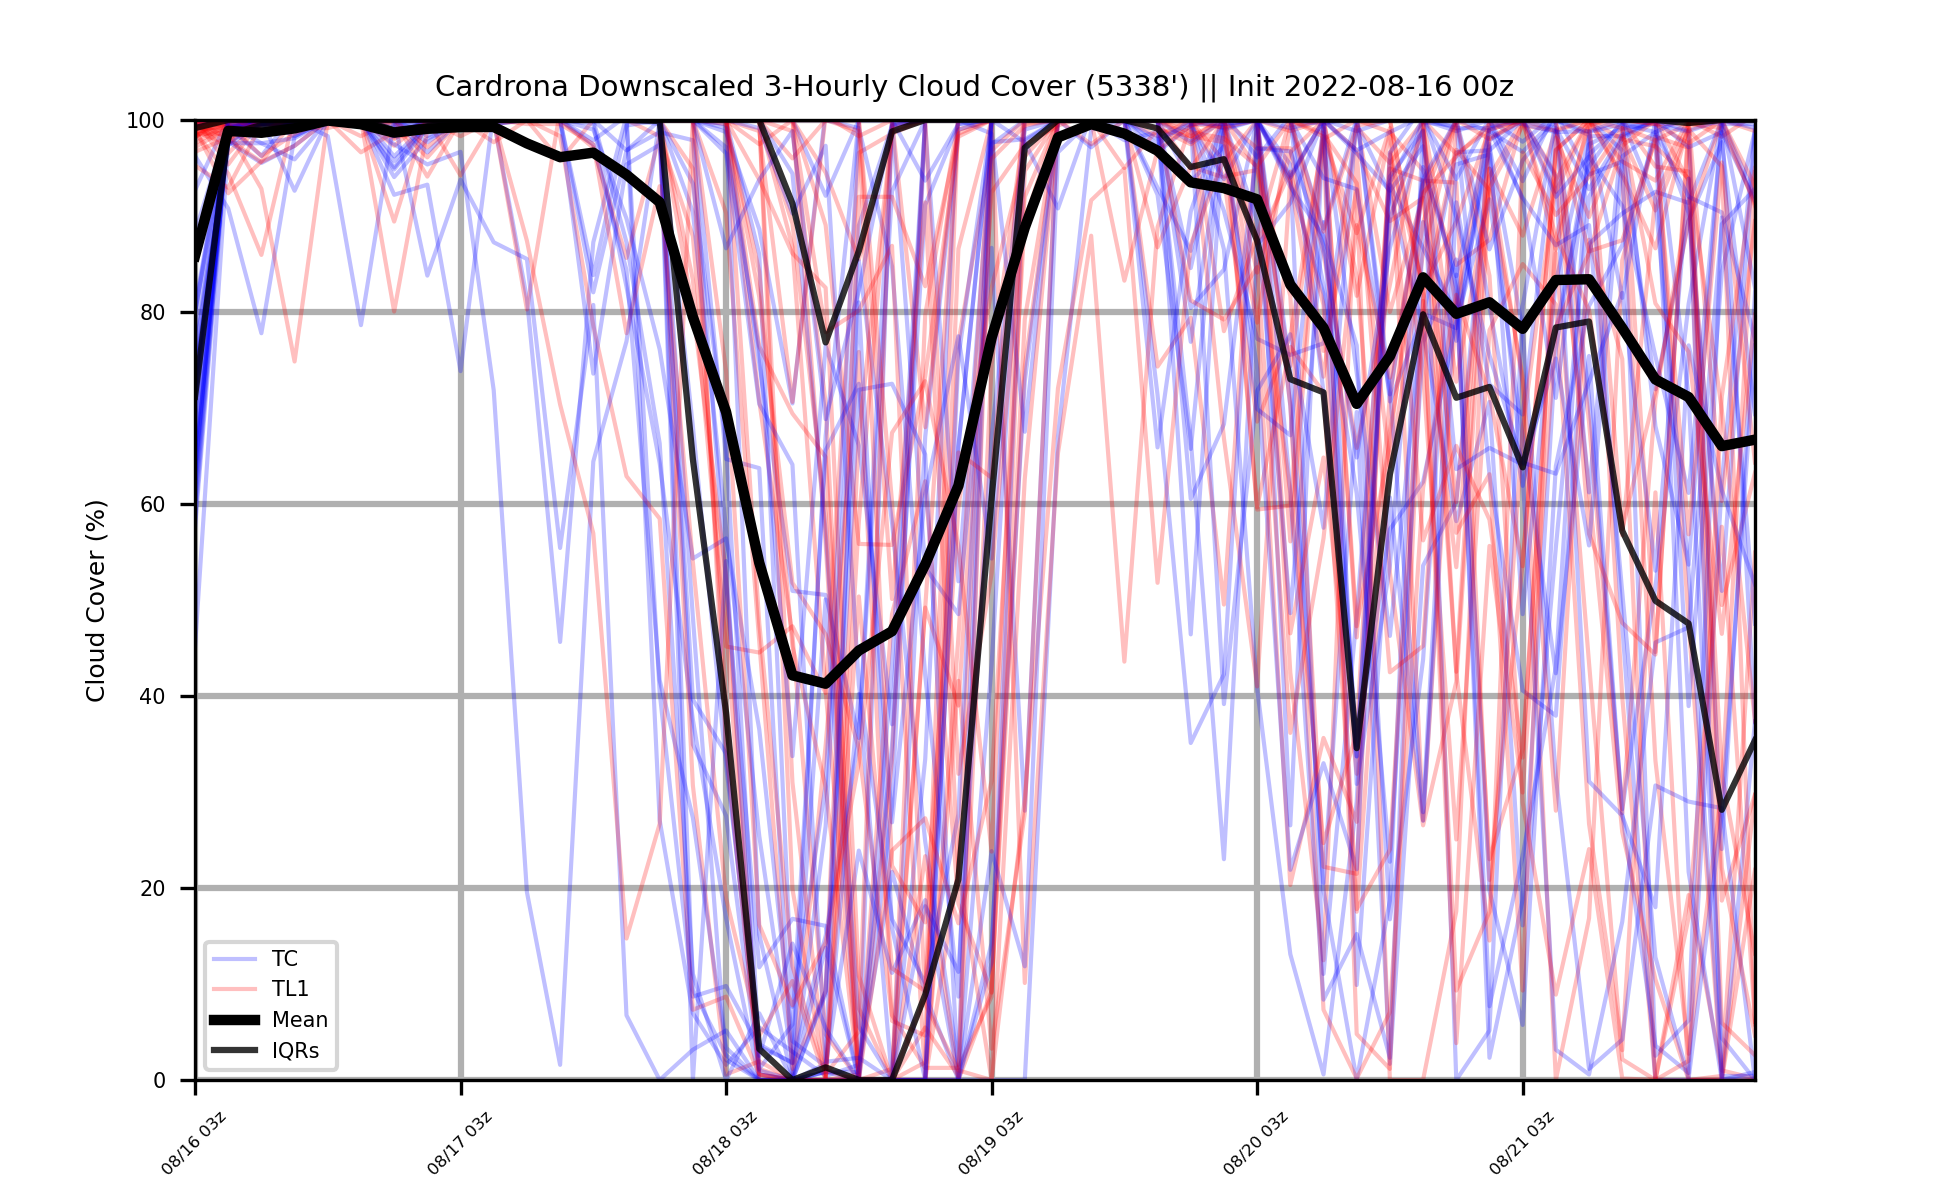 Cardrona Downscaled 3-Hourly Cloud Cover (5338') || Init 2022-08-16 00z
Cloud Cover (%)
100
80
60
40
20
0
TC
TL1
Mean
IQRs
08/16 03z
08/17 03z
08/18 03z
08/19 03z
08/20 03z
08/21 03z